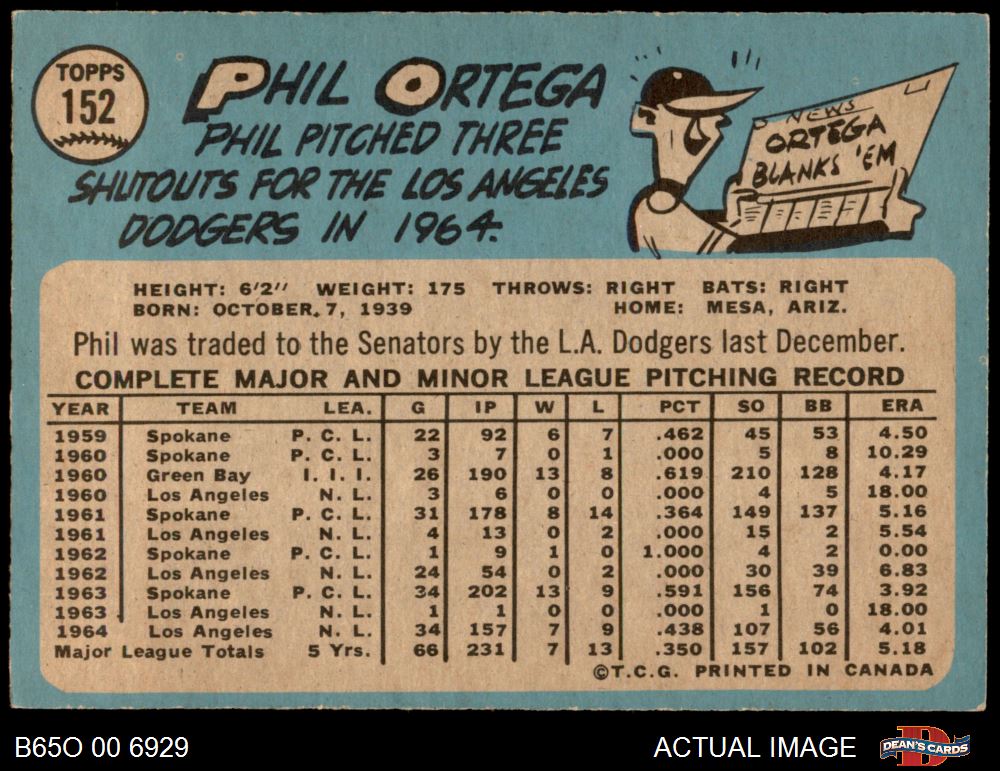 TOPPS
152
PHIL ORTEGA
PHIL PITCHED THREE
SHUTOUTS FOR THE LOS ANGELES
DODGERS IN 1964.
S NEWS
ORTEGA
BLANKS 'EM
HEIGHT: 6'2" WEIGHT: 175 THROWS: RIGHT BATS: RIGHT
BORN: OCTOBER 7, 1939 HOME: MESA, ARIZ.
Phil was traded to the Senators by the L.A. Dodgers last December.
COMPLETE MAJOR AND MINOR LEAGUE PITCHING RECORD
YEAR TEAM LEA. G IP W L PCT SO BB ERA
1959 Spokane P. C. L. 22 92 6 7 .462 45 53 4.50
1960 Spokane P. C. L. 3 7 0 1 .000 5 8 10.29
1960 Green Bay I. I. I. 26 190 13 8 .619 210 128 4.17
1960 Los Angeles N. L. 3 6 0 0 .000 4 5 18.00
1961 Spokane P. C. L. 31 178 8 14 .364 149 137 5.16
1961 Los Angeles N. L. 4 13 0 2 .000 15 2 5.54
1962 Spokane P. C. L. 1 9 1 0 1.000 4 2 0.00
1962 Los Angeles N. L. 24 54 0 2 .000 30 39 6.83
1963 Spokane P. C. L. 34 202 13 9 .591 156 74 3.92
1963 Los Angeles N. L. 1 1 0 0 .000 1 0 18.00
1964 Los Angeles N. L. 34 157 7 9 .438 107 56 4.01
Major League Totals 5 Yrs. 66 231 7 13 .350 157 102 5.18
©T.C.G. PRINTED IN CANADA
B65O 00 6929
ACTUAL IMAGE
DEAN'S CARDS